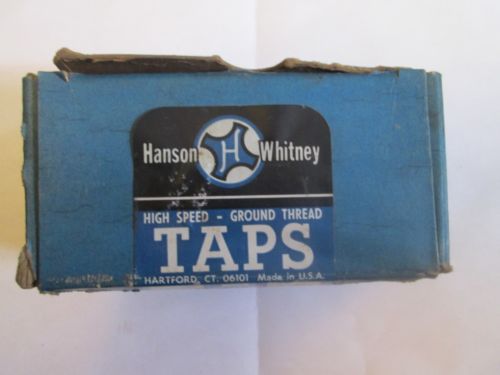 Hanson H Whitney
HIGH SPEED - GROUND THREAD
TAPS
HARTFORD, CT. 06101 Made in U.S.A.